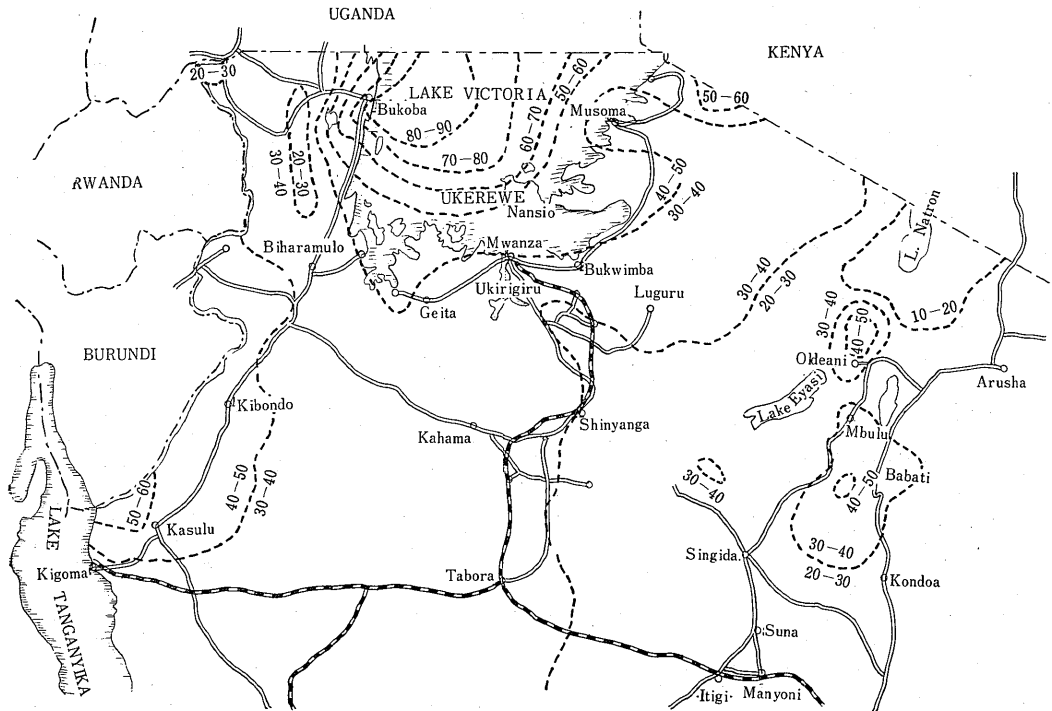 UGANDA
KENYA
20-30
LAKE VICTORIA
50-60
50-60
Bukoba
Musoma
80-90
60-70
70-80
20-30
30-40
RWANDA
40-50
30-40
UKEREWE
Nansio
L. Natron
Biharamulo
Mwanza
Bukwimba
Ukirigiru
Luguru
30-40
20-30
Geita
30-40
10-20
40-50
BURUNDI
Okleani
Arusha
Lake Eyasi
Kibondo
Kahama
Shinyanga
Mbulu
Babati
40-50
30-40
40-50
30-40
50-60
Kasulu
LAKE TANGANYIKA
Kigoma
Tabora
Singida.
30-40
20-30
Kondoa
Suna
Itigi
Manyoni